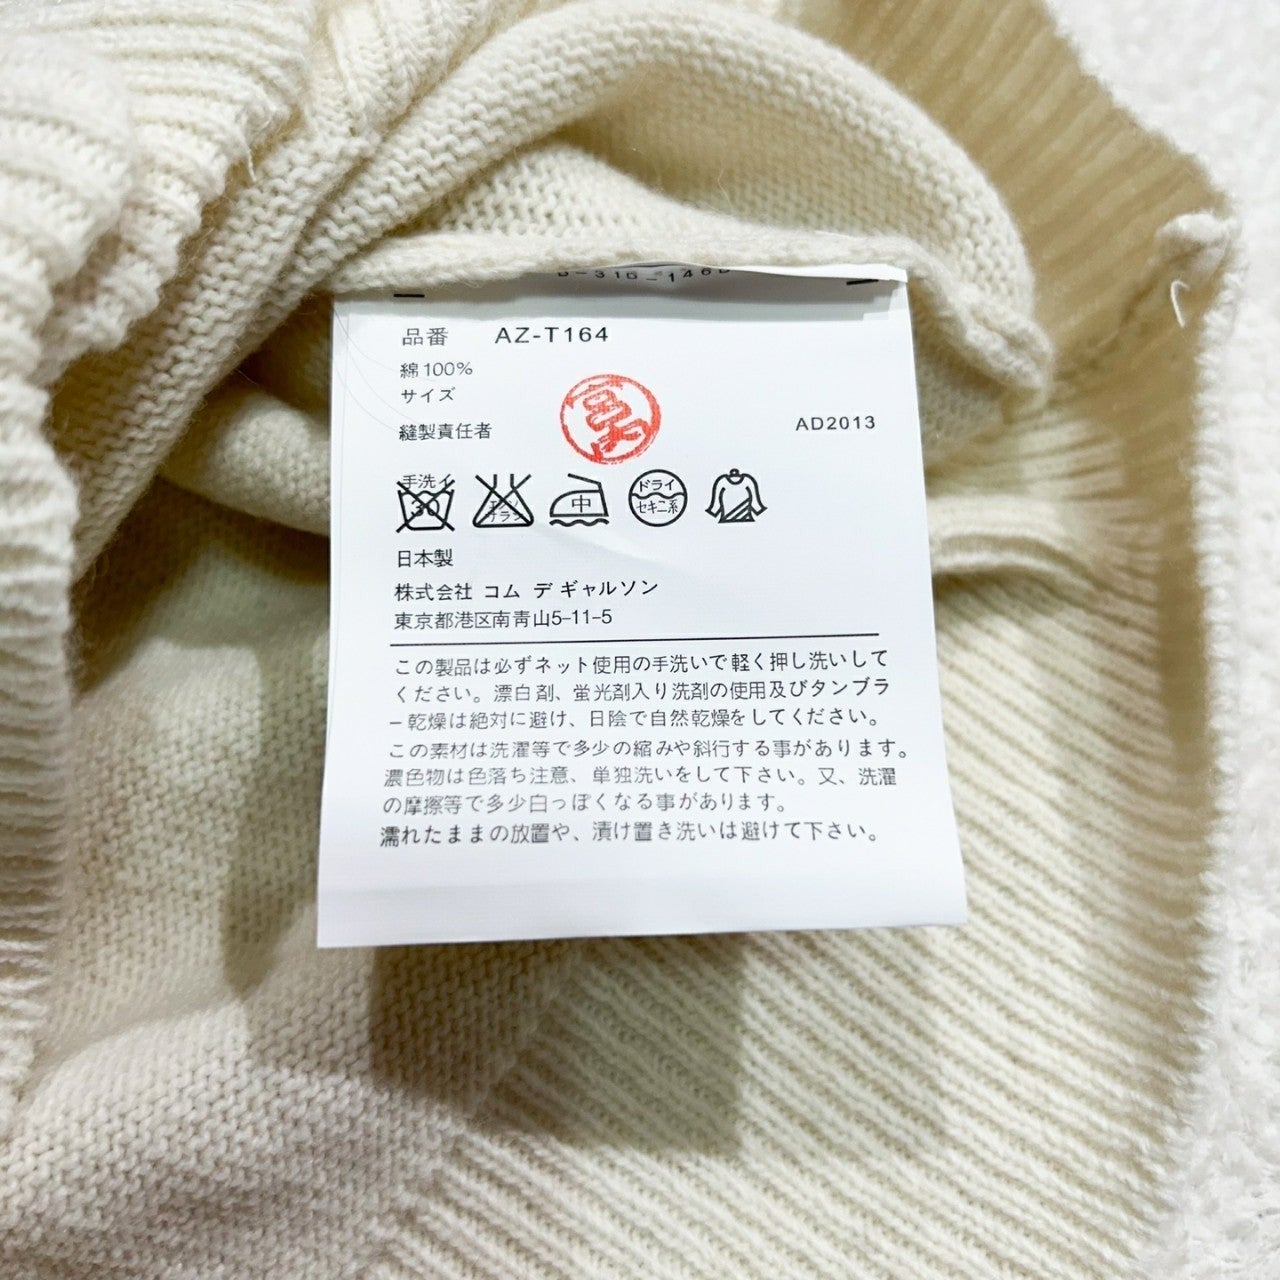 品番 AZ-T164
綿100%
サイズ
縫製責任者
AD2013
手洗イ
30
エンソ
サラシ
中
ドライ
セキユ系
日本製
株式会社 コム デ ギャルソン
東京都港区南青山5-11-5
この製品は必ずネット使用の手洗いで軽く押し洗いして
ください。漂白剤、蛍光剤入り洗剤の使用及びタンブラ
ー乾燥は絶対に避け、日陰で自然乾燥をしてください。
この素材は洗濯等で多少の縮みや斜行する事があります。
濃色物は色落ち注意、単独洗いをして下さい。又、洗濯
の摩擦等で多少白っぽくなる事があります。
濡れたままの放置や、漬け置き洗いは避けて下さい。